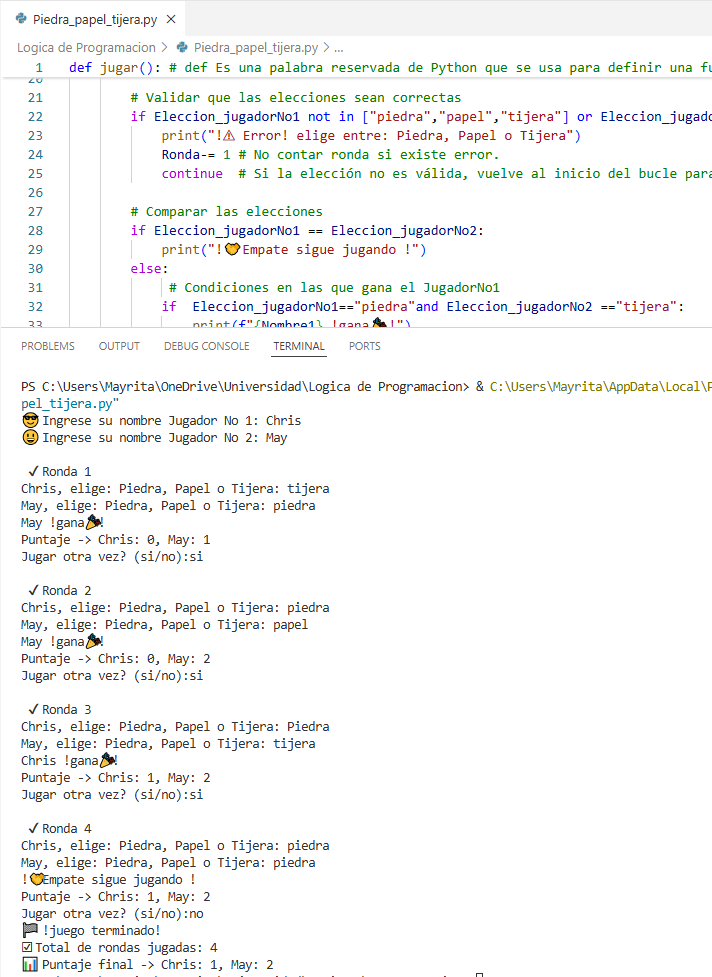 Piedra_papel_tijera.py ×
Logica de Programacion > Piedra_papel_tijera.py > ...
1 def jugar(): # def Es una palabra reservada de Python que se usa para definir una fu
20
21 # Validar que las elecciones sean correctas
22 if Eleccion_jugadorNo1 not in ["piedra","papel","tijera"] or Eleccion_jugado
23 print("!⚠ Error! elige entre: Piedra, Papel o Tijera")
24 Ronda-= 1 # No contar ronda si existe error.
25 continue # Si la elección no es válida, vuelve al inicio del bucle para
26
27 # Comparar las elecciones
28 if Eleccion_jugadorNo1 == Eleccion_jugadorNo2:
29 print("!🤝Empate sigue jugando !")
30 else:
31 # Condiciones en las que gana el JugadorNo1
32 if Eleccion_jugadorNo1=="piedra"and Eleccion_jugadorNo2 =="tijera":
33 print(f"{Nombre1} !gana🎉!")
PROBLEMS OUTPUT DEBUG CONSOLE TERMINAL PORTS
PS C:\Users\Mayrita\OneDrive\Universidad\Logica de Programacion> & C:\Users\Mayrita\AppData\Local\P
pel_tijera.py"
😎 Ingrese su nombre Jugador No 1: Chris
😀 Ingrese su nombre Jugador No 2: May
✓ Ronda 1
Chris, elige: Piedra, Papel o Tijera: tijera
May, elige: Piedra, Papel o Tijera: piedra
May !gana🎉!
Puntaje -> Chris: 0, May: 1
Jugar otra vez? (si/no):si
✓ Ronda 2
Chris, elige: Piedra, Papel o Tijera: piedra
May, elige: Piedra, Papel o Tijera: papel
May !gana🎉!
Puntaje -> Chris: 0, May: 2
Jugar otra vez? (si/no):si
✓ Ronda 3
Chris, elige: Piedra, Papel o Tijera: Piedra
May, elige: Piedra, Papel o Tijera: tijera
Chris !gana🎉!
Puntaje -> Chris: 1, May: 2
Jugar otra vez? (si/no):si
✓ Ronda 4
Chris, elige: Piedra, Papel o Tijera: piedra
May, elige: Piedra, Papel o Tijera: piedra
!🤝Empate sigue jugando !
Puntaje -> Chris: 1, May: 2
Jugar otra vez? (si/no):no
🏁 !juego terminado!
☑ Total de rondas jugadas: 4
📊 Puntaje final -> Chris: 1, May: 2